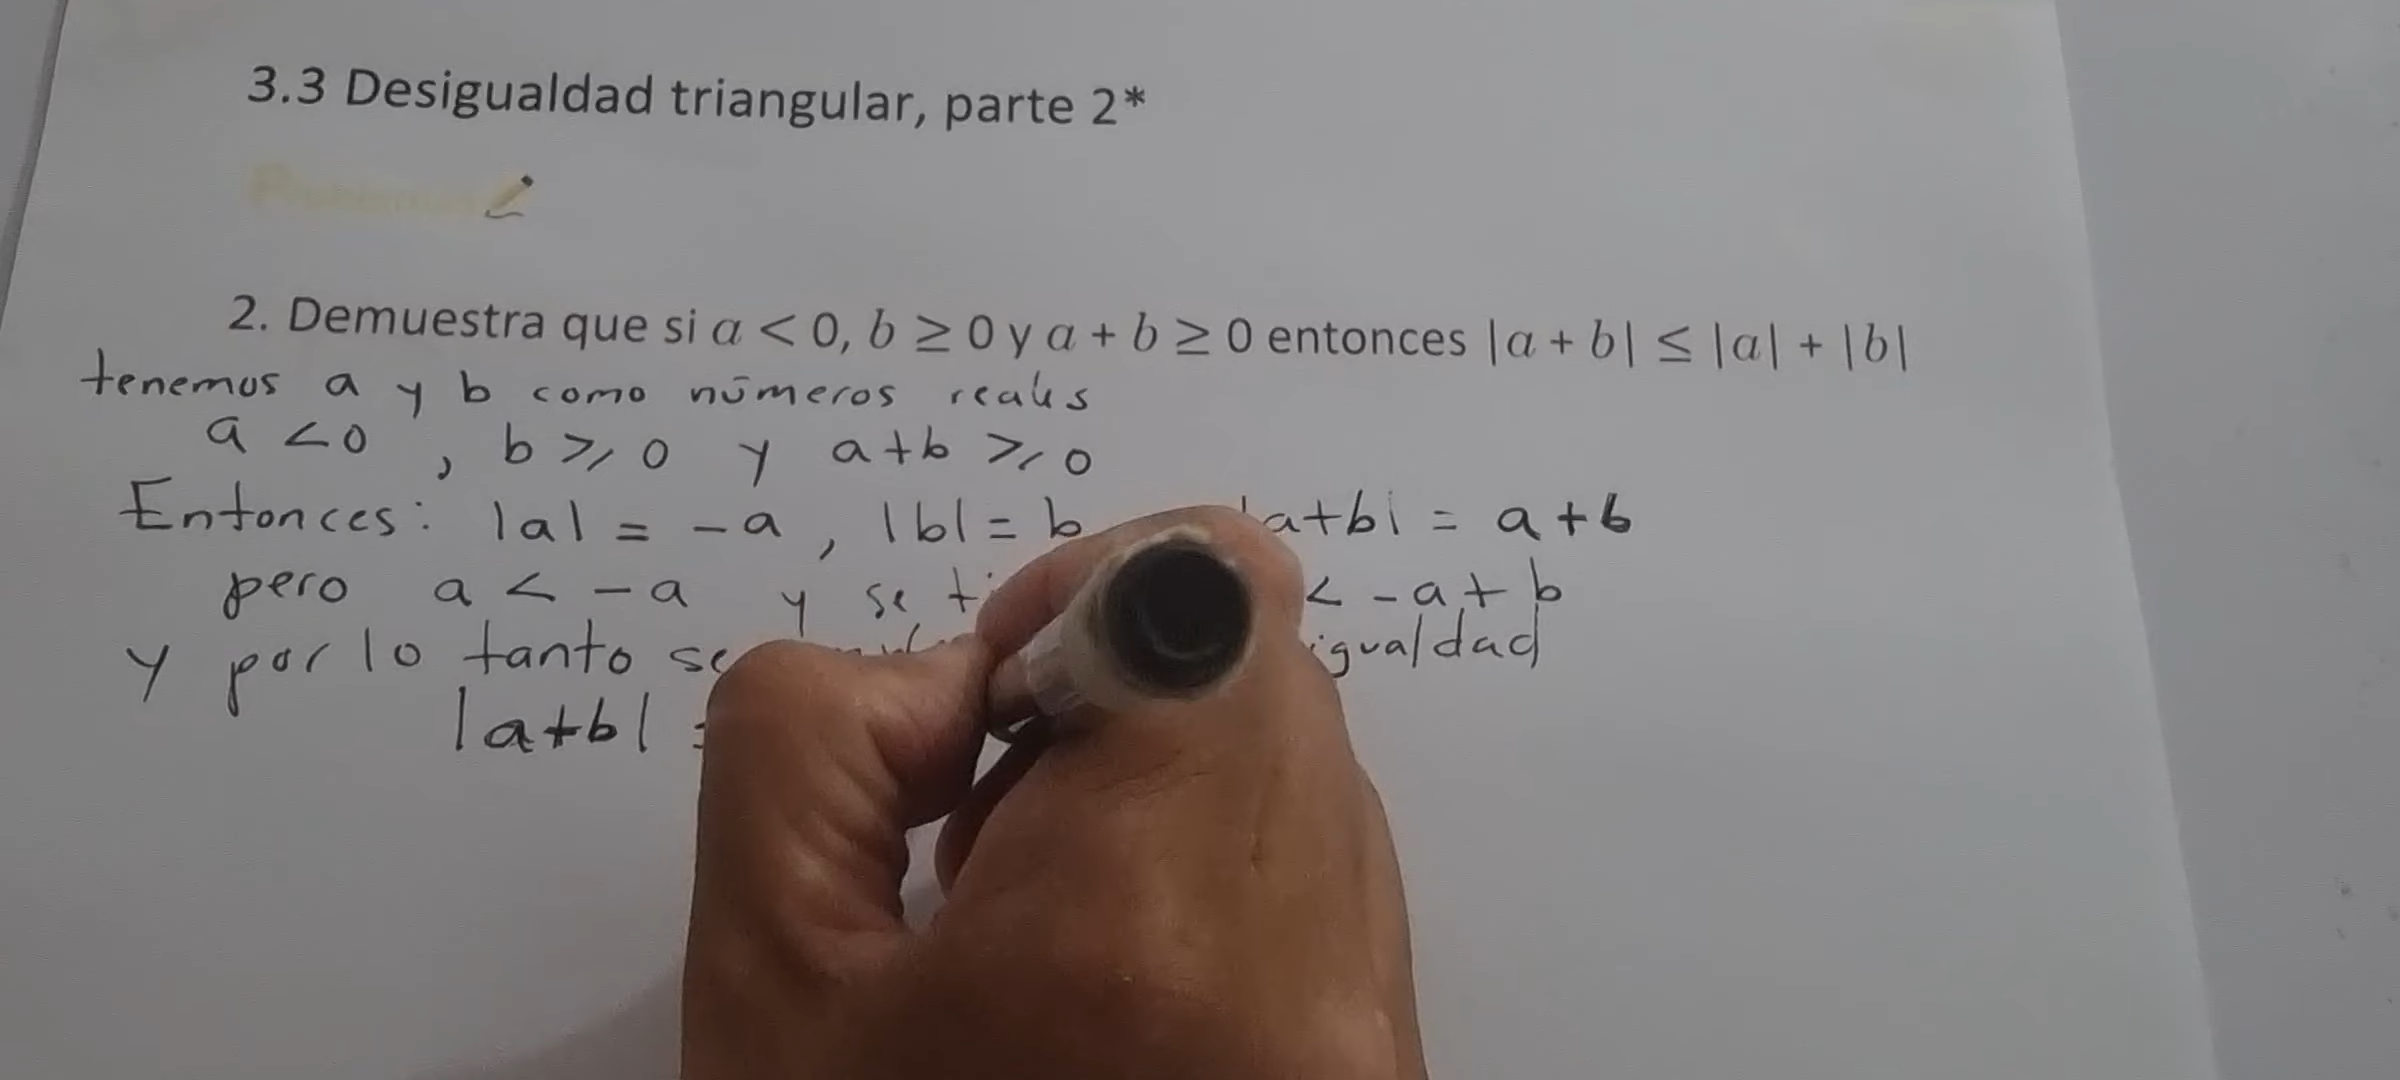 3.3 Desigualdad triangular, parte 2*
2. Demuestra que si a < 0, b ≥ 0 y a + b ≥ 0 entonces |a + b| ≤ |a| + |b|
tenemos a y b como números reales
a < 0 , b ≥ 0 y a+b ≥ 0
Entonces: |a| = -a , |b| = b |a+b| = a+b
pero a < -a y se < -a+b
y por lo tanto se
|a+b|